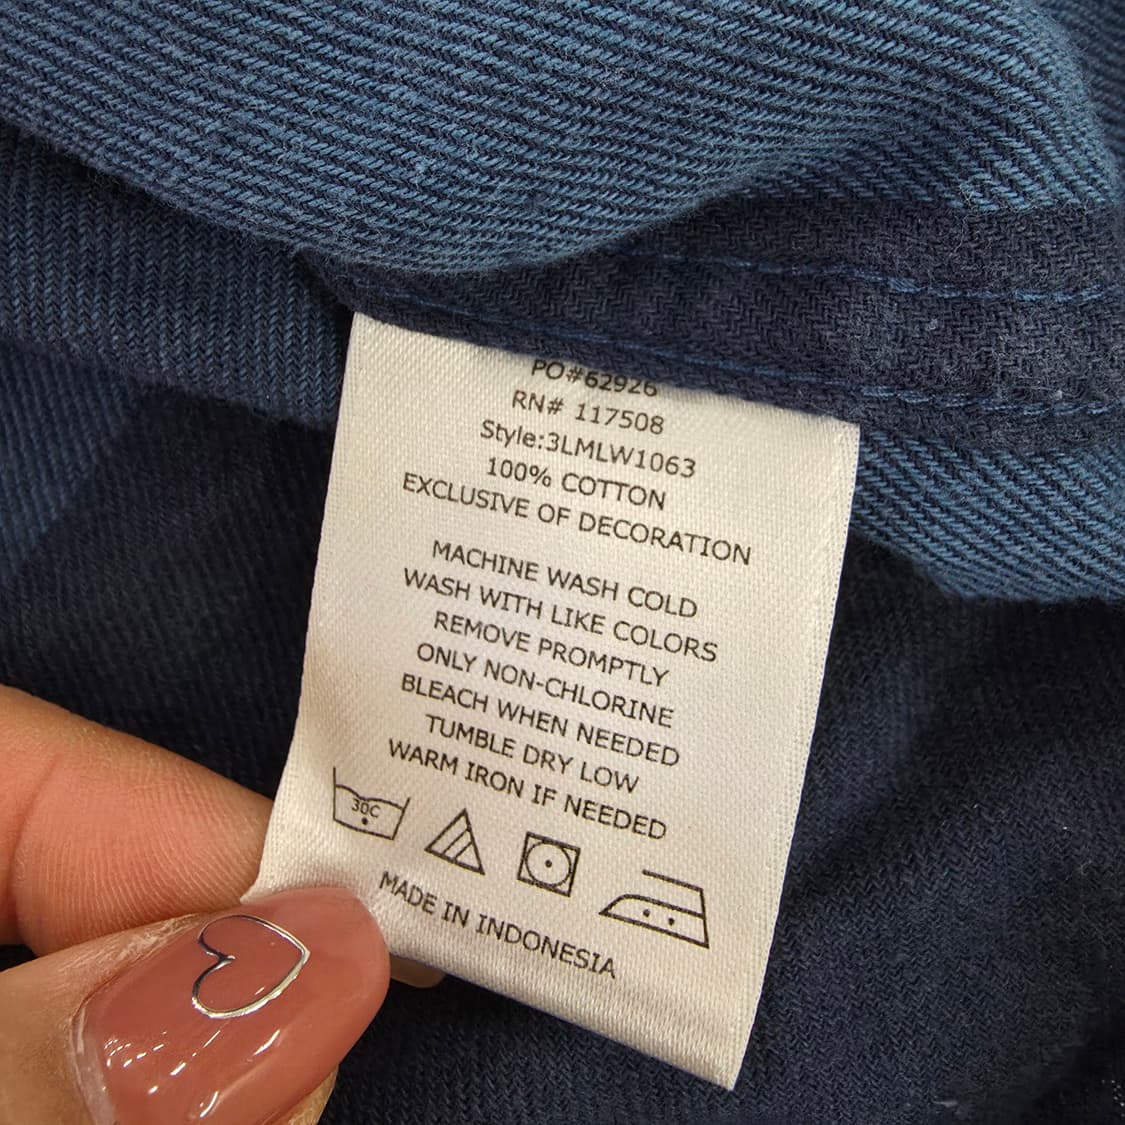 PO#62926
RN# 117508
Style:3LMLW1063
100% COTTON
EXCLUSIVE OF DECORATION
MACHINE WASH COLD
WASH WITH LIKE COLORS
REMOVE PROMPTLY
ONLY NON-CHLORINE
BLEACH WHEN NEEDED
TUMBLE DRY LOW
WARM IRON IF NEEDED
30C
MADE IN INDONESIA